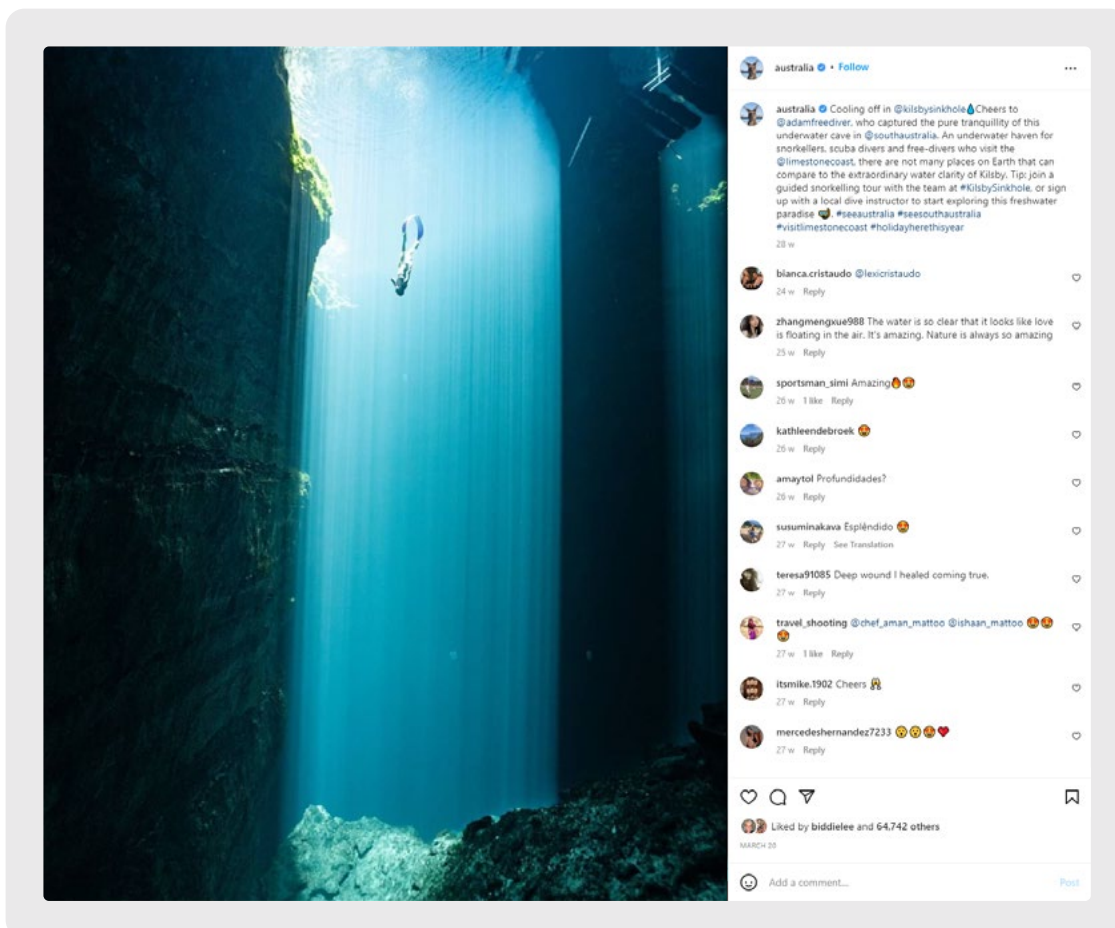 australia • Follow
australia Cooling off in @kilsbysinkhole💧Cheers to
@adamfreediver, who captured the pure tranquillity of this
underwater cave in @southaustralia. An underwater haven for
snorkellers, scuba divers and free-divers who visit the
@limestonecoast, there are not many places on Earth that can
compare to the extraordinary water clarity of Kilsby. Tip: join a
guided snorkelling tour with the team at #KilsbySinkhole, or sign
up with a local dive instructor to start exploring this freshwater
paradise 🤿. #seeaustralia #seesouthaustralia
#visitlimestonecoast #holidayherethisyear
28 w
bianca.cristaudo @lexicristaudo
24 w Reply
zhangmengxue988 The water is so clear that it looks like love
is floating in the air. It's amazing. Nature is always so amazing
25 w Reply
sportsman_simi Amazing🔥😍
26 w 1 like Reply
kathleendebroek 😍
26 w Reply
amaytol Profundidades?
26 w Reply
susuminakava Esplêndido 😍
27 w Reply See Translation
teresa91085 Deep wound I healed coming true.
27 w Reply
travel_shooting @chef_aman_mattoo @ishaan_mattoo 😍😍
😍
27 w 1 like Reply
itsmike.1902 Cheers 🥂
27 w Reply
mercedeshernandez7233 😮😮😍❤️
27 w Reply
Liked by biddielee and 64,742 others
MARCH 20
Add a comment...
Post